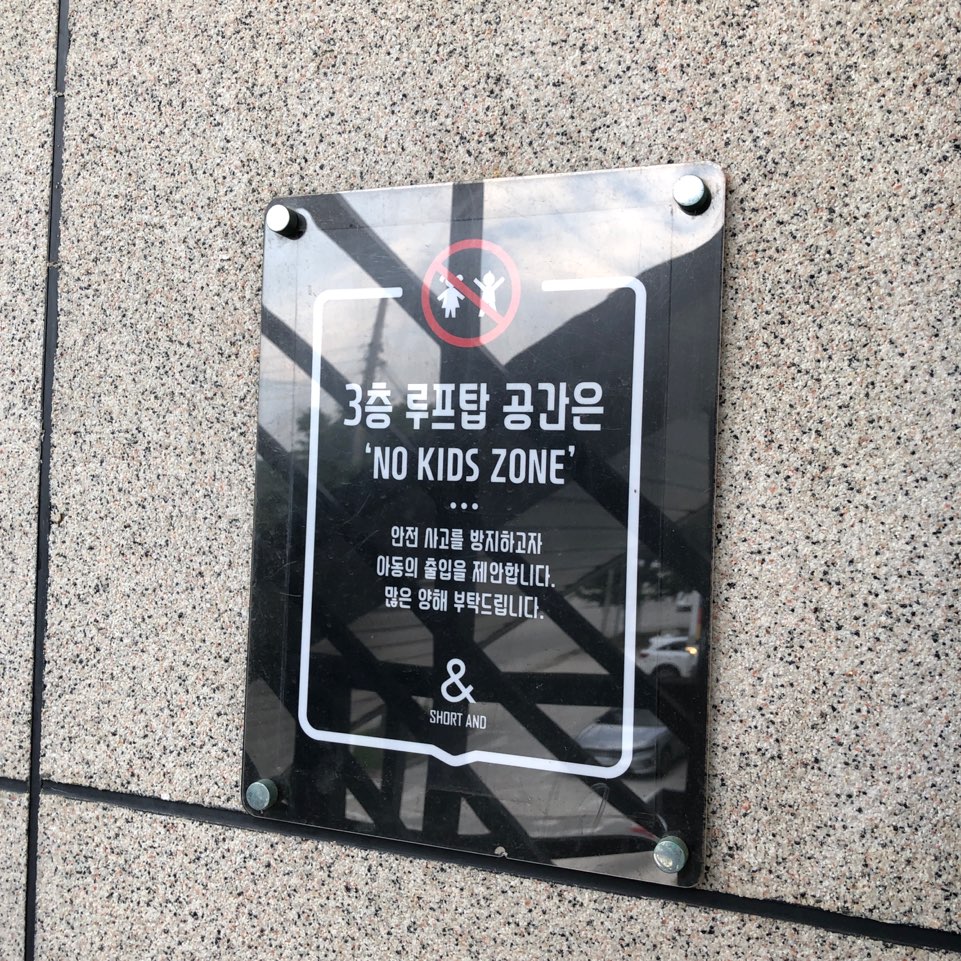 3층 루프탑 공간은
‘NO KIDS ZONE’
•••
안전 사고를 방지하고자
아동의 출입을 제안합니다.
많은 양해 부탁드립니다.
&
SHORT AND